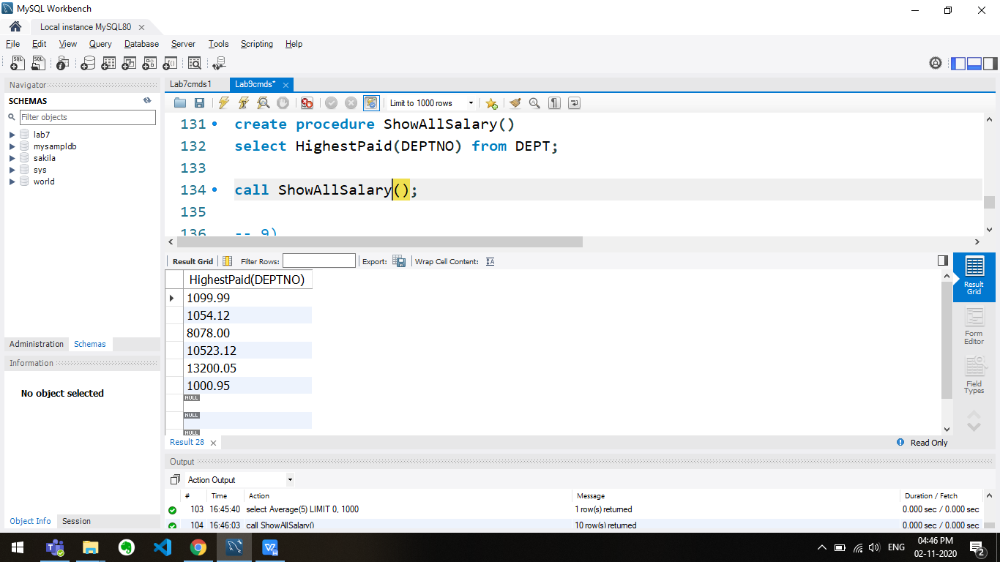 MySQL Workbench
Local instance MySQL80
File Edit View Query Database Server Tools Scripting Help
Navigator
SCHEMAS
Filter objects
lab7
mysampldb
sakila
sys
world
Administration Schemas
Information
No object selected
Object Info Session
Lab7cmds1 Lab9cmds*
Limit to 1000 rows
131 create procedure ShowAllSalary()
132 select HighestPaid(DEPTNO) from DEPT;
133
134 call ShowAllSalary();
135
136 -- 9)
Result Grid Filter Rows: Export: Wrap Cell Content:
HighestPaid(DEPTNO)
1099.99
1054.12
8078.00
10523.12
13200.05
1000.95
NULL
NULL
NULL
Result Grid
Form Editor
Field Types
Result 28 Read Only
Output
Action Output
# Time Action Message Duration / Fetch
103 16:45:40 select Average(5) LIMIT 0, 1000 1 row(s) returned 0.000 sec / 0.000 sec
104 16:46:03 call ShowAllSalary() 10 row(s) returned 0.000 sec / 0.000 sec
ENG 04:46 PM
02-11-2020
2